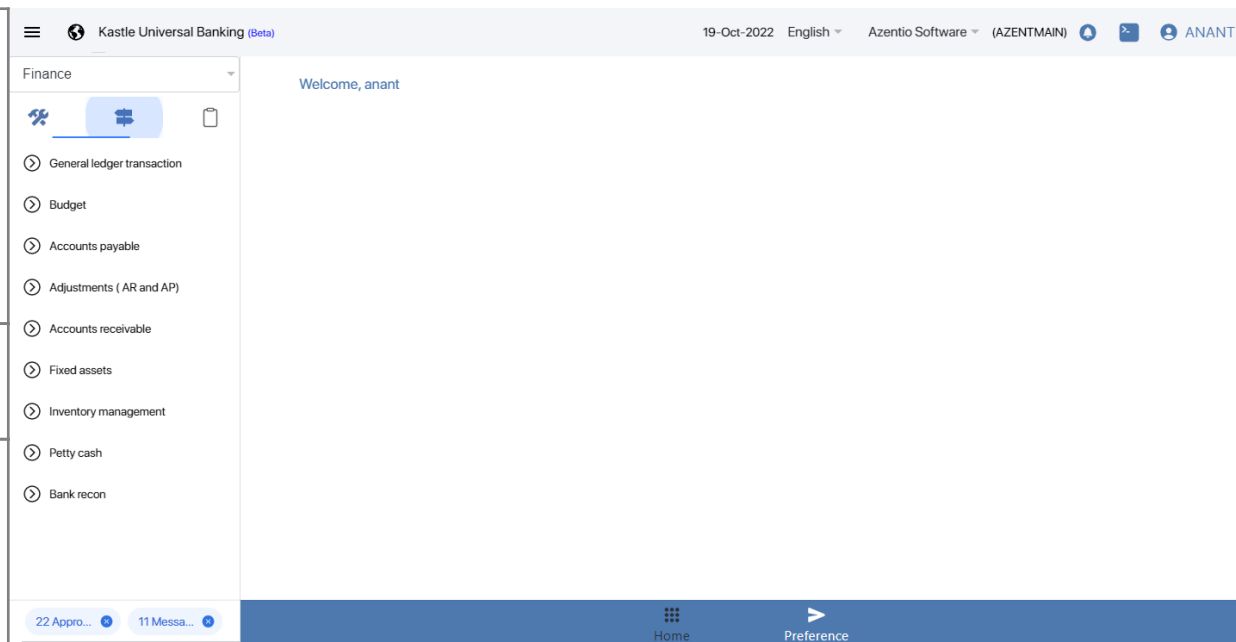 Kastle Universal Banking (Beta)
19-Oct-2022 English Azentio Software (AZENTMAIN) ANANT
Finance
Welcome, anant
General ledger transaction
Budget
Accounts payable
Adjustments ( AR and AP)
Accounts receivable
Fixed assets
Inventory management
Petty cash
Bank recon
22 Appro... 11 Messa...
Home Preference